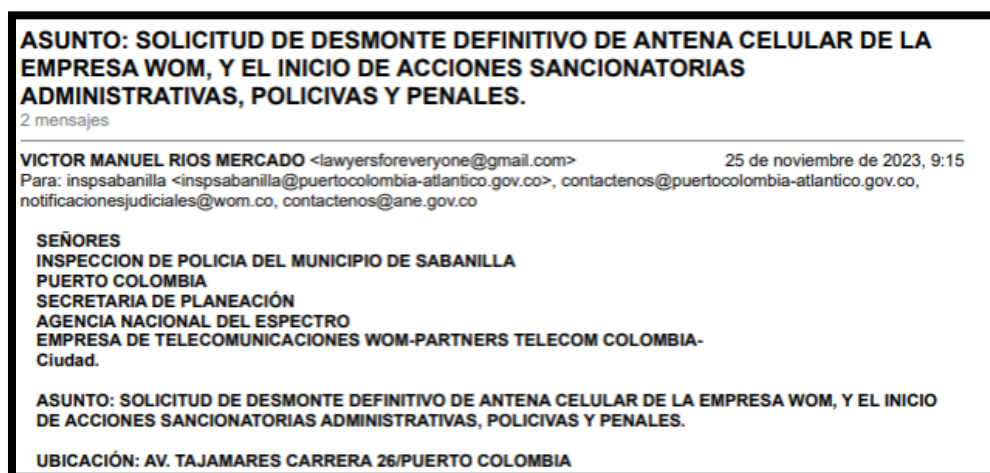 ASUNTO: SOLICITUD DE DESMONTE DEFINITIVO DE ANTENA CELULAR DE LA
EMPRESA WOM, Y EL INICIO DE ACCIONES SANCIONATORIAS
ADMINISTRATIVAS, POLICIVAS Y PENALES.
2 mensajes
VICTOR MANUEL RIOS MERCADO <lawyersforeveryone@gmail.com> 25 de noviembre de 2023, 9:15
Para: inspsabanilla <inspsabanilla@puertocolombia-atlantico.gov.co>, contactenos@puertocolombia-atlantico.gov.co,
notificacionesjudiciales@wom.co, contactenos@ane.gov.co
SEÑORES
INSPECCION DE POLICIA DEL MUNICIPIO DE SABANILLA
PUERTO COLOMBIA
SECRETARIA DE PLANEACIÓN
AGENCIA NACIONAL DEL ESPECTRO
EMPRESA DE TELECOMUNICACIONES WOM-PARTNERS TELECOM COLOMBIA-
Ciudad.
ASUNTO: SOLICITUD DE DESMONTE DEFINITIVO DE ANTENA CELULAR DE LA EMPRESA WOM, Y EL INICIO
DE ACCIONES SANCIONATORIAS ADMINISTRATIVAS, POLICIVAS Y PENALES.
UBICACIÓN: AV. TAJAMARES CARRERA 26/PUERTO COLOMBIA